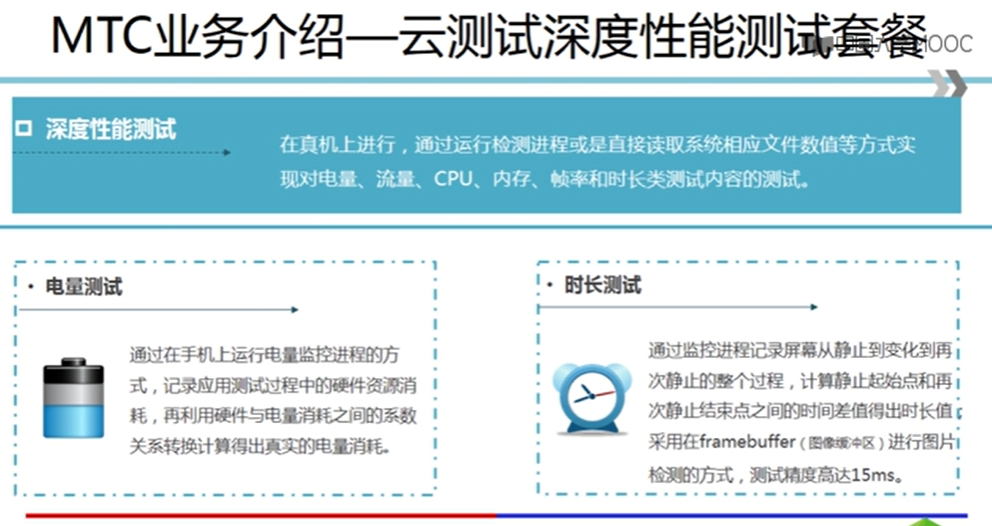 MTC业务介绍—云测试深度性能测试套餐
深度性能测试
在真机上进行，通过运行检测进程或是直接读取系统相应文件数值等方式实
现对电量、流量、CPU、内存、帧率和时长类测试内容的测试。
· 电量测试
通过在手机上运行电量监控进程的方
式，记录应用测试过程中的硬件资源消
耗，再利用硬件与电量消耗之间的系数
关系转换计算得出真实的电量消耗。
· 时长测试
通过监控进程记录屏幕从静止到变化到再
次静止的整个过程，计算静止起始点和再
次静止结束点之间的时间差值得出时长值，
采用在framebuffer（图像缓冲区）进行图片
检测的方式，测试精度高达15ms。